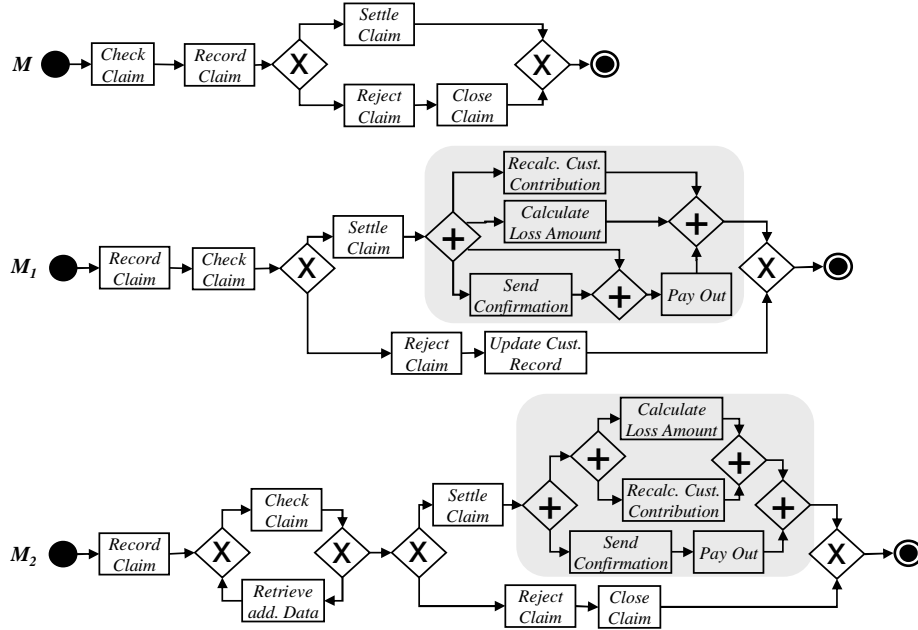 Settle
Claim
M
Check
Claim
Record
Claim
X
X
Reject
Claim
Close
Claim
Recalc. Cust.
Contribution
Settle
Claim
Calculate
Loss Amount
M1
Record
Claim
Check
Claim
X
+
+
X
Send
Confirmation
+
Pay Out
Reject
Claim
Update Cust.
Record
Calculate
Loss Amount
+
+
Check
Claim
Settle
Claim
Recalc. Cust.
Contribution
+
+
M2
Record
Claim
X
X
X
Send
Confirmation
Pay Out
X
Retrieve
add. Data
Reject
Claim
Close
Claim